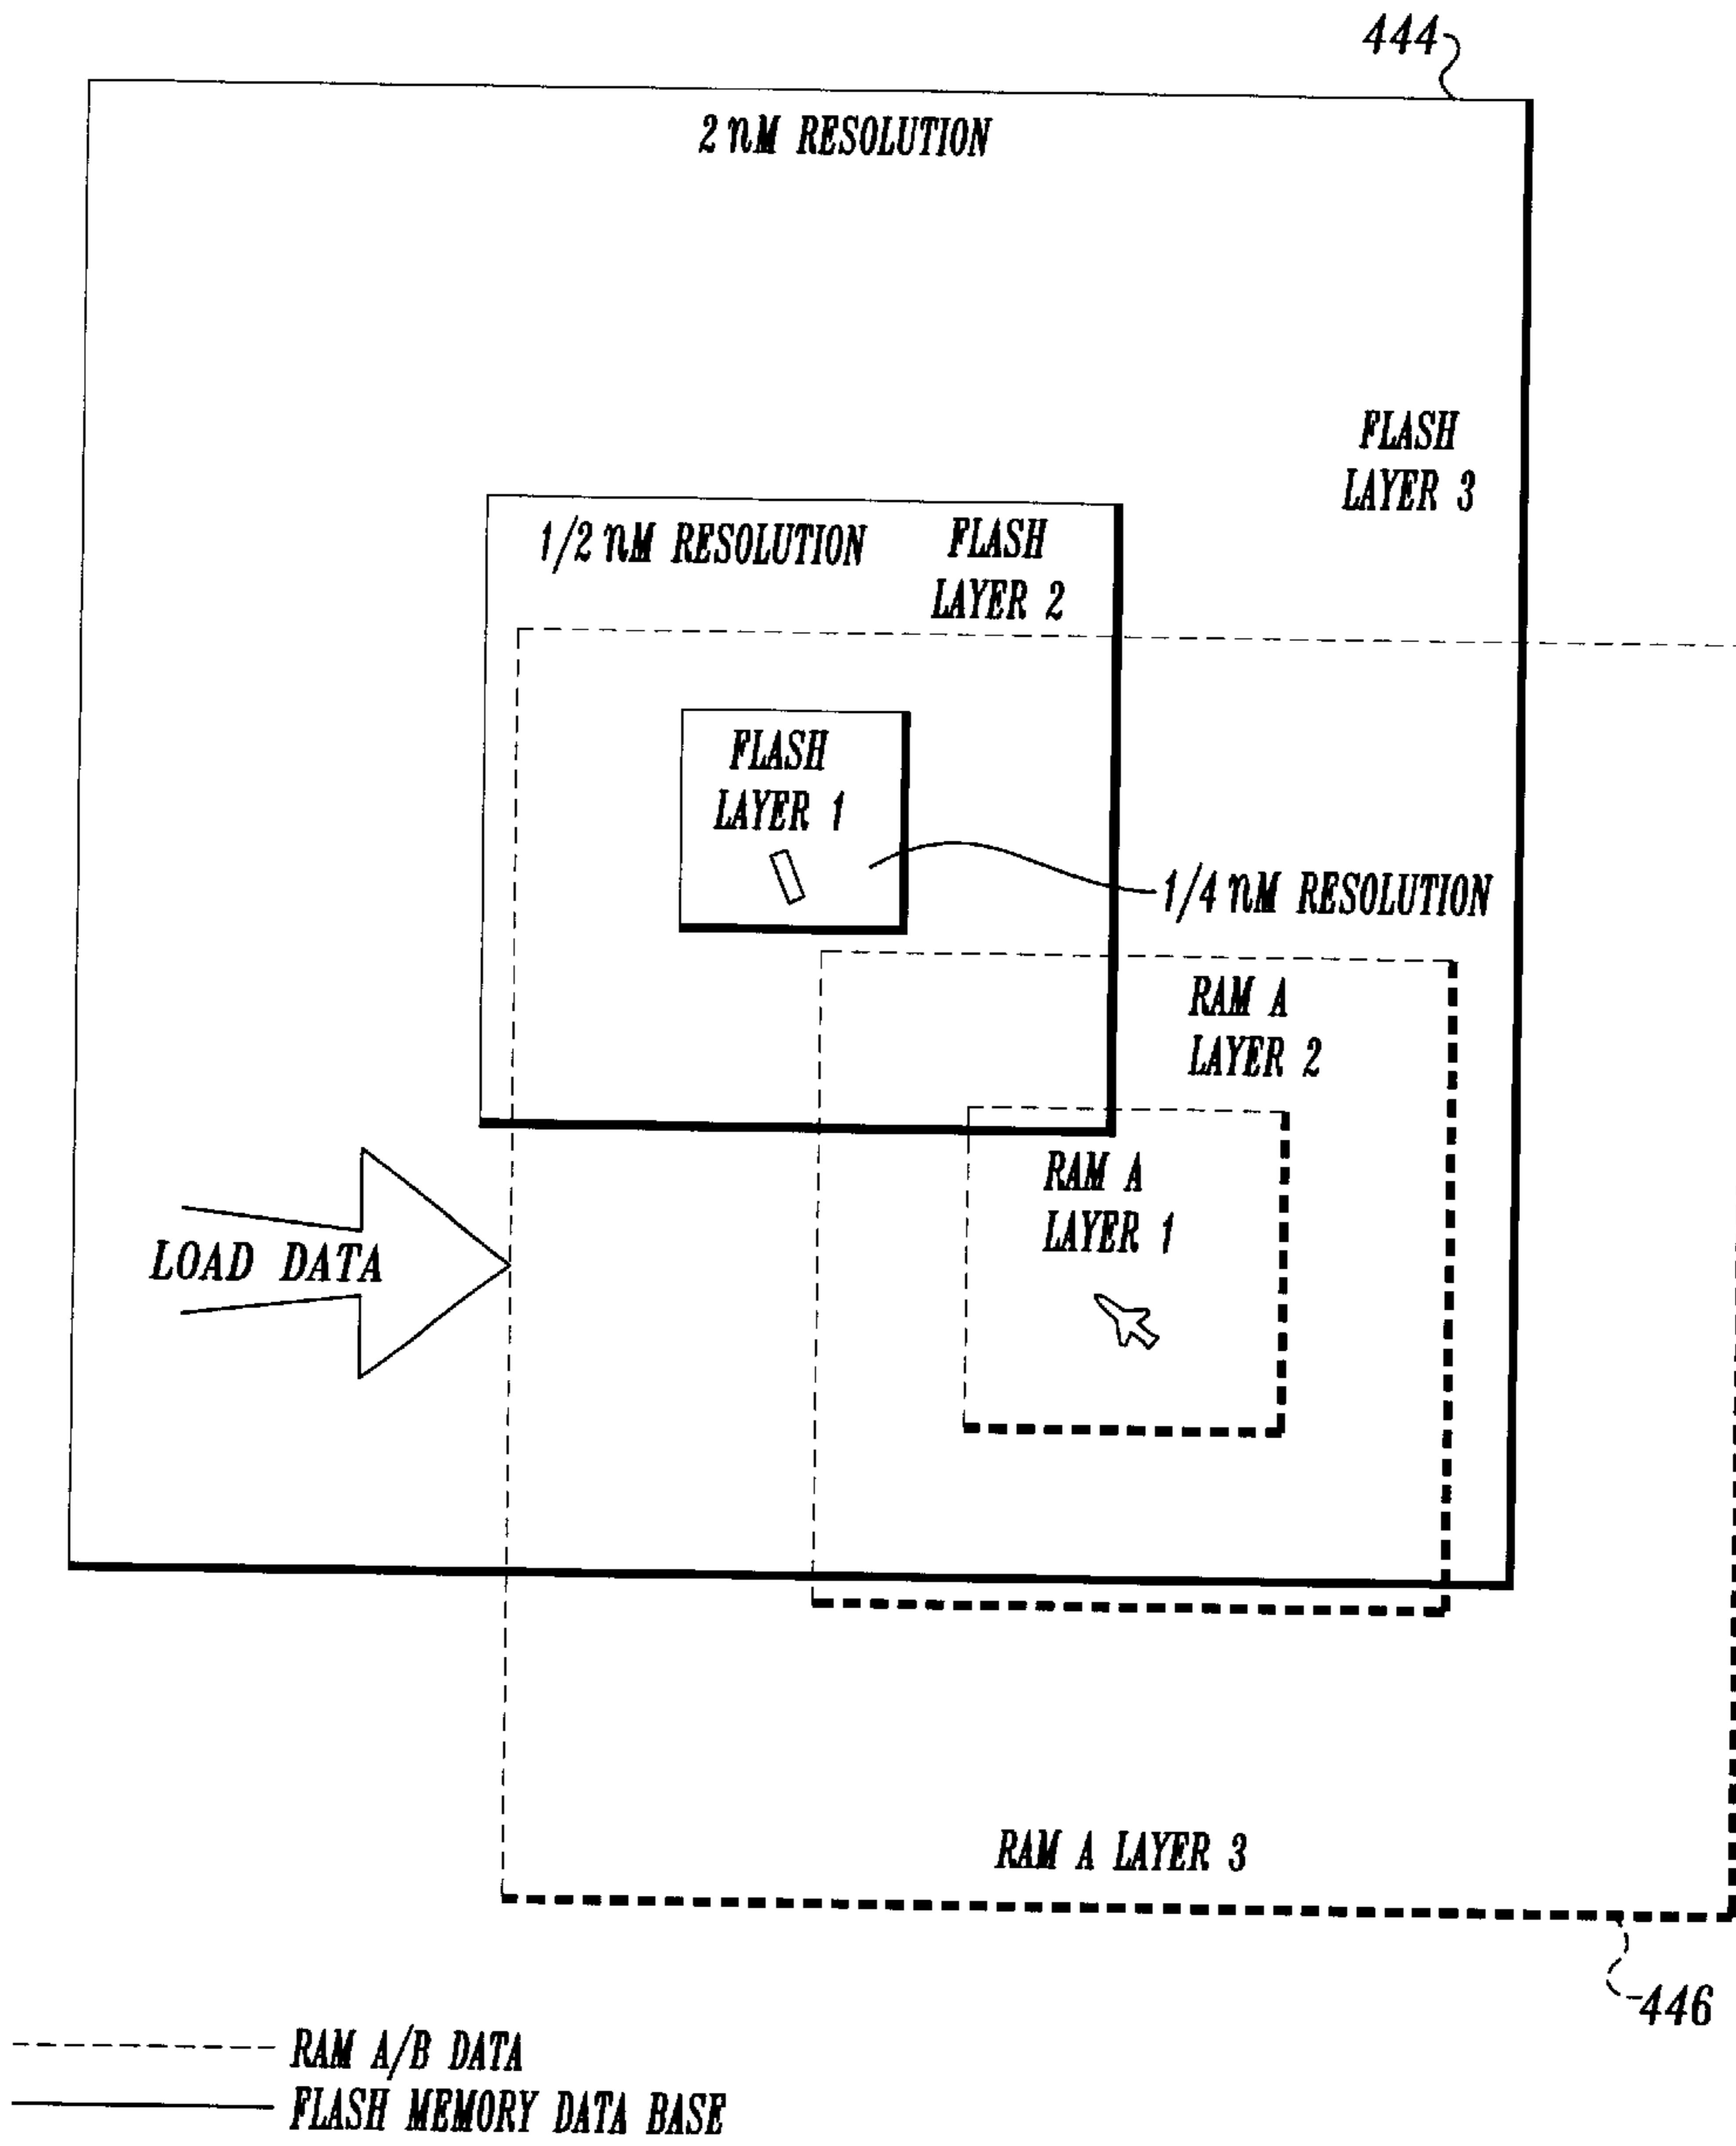 444
2 nM RESOLUTION
FLASH
LAYER 3
1/2 nM RESOLUTION
FLASH
LAYER 2
FLASH
LAYER 1
1/4 nM RESOLUTION
RAM A
LAYER 2
RAM A
LAYER 1
LOAD DATA
RAM A LAYER 3
446
RAM A/B DATA
FLASH MEMORY DATA BASE